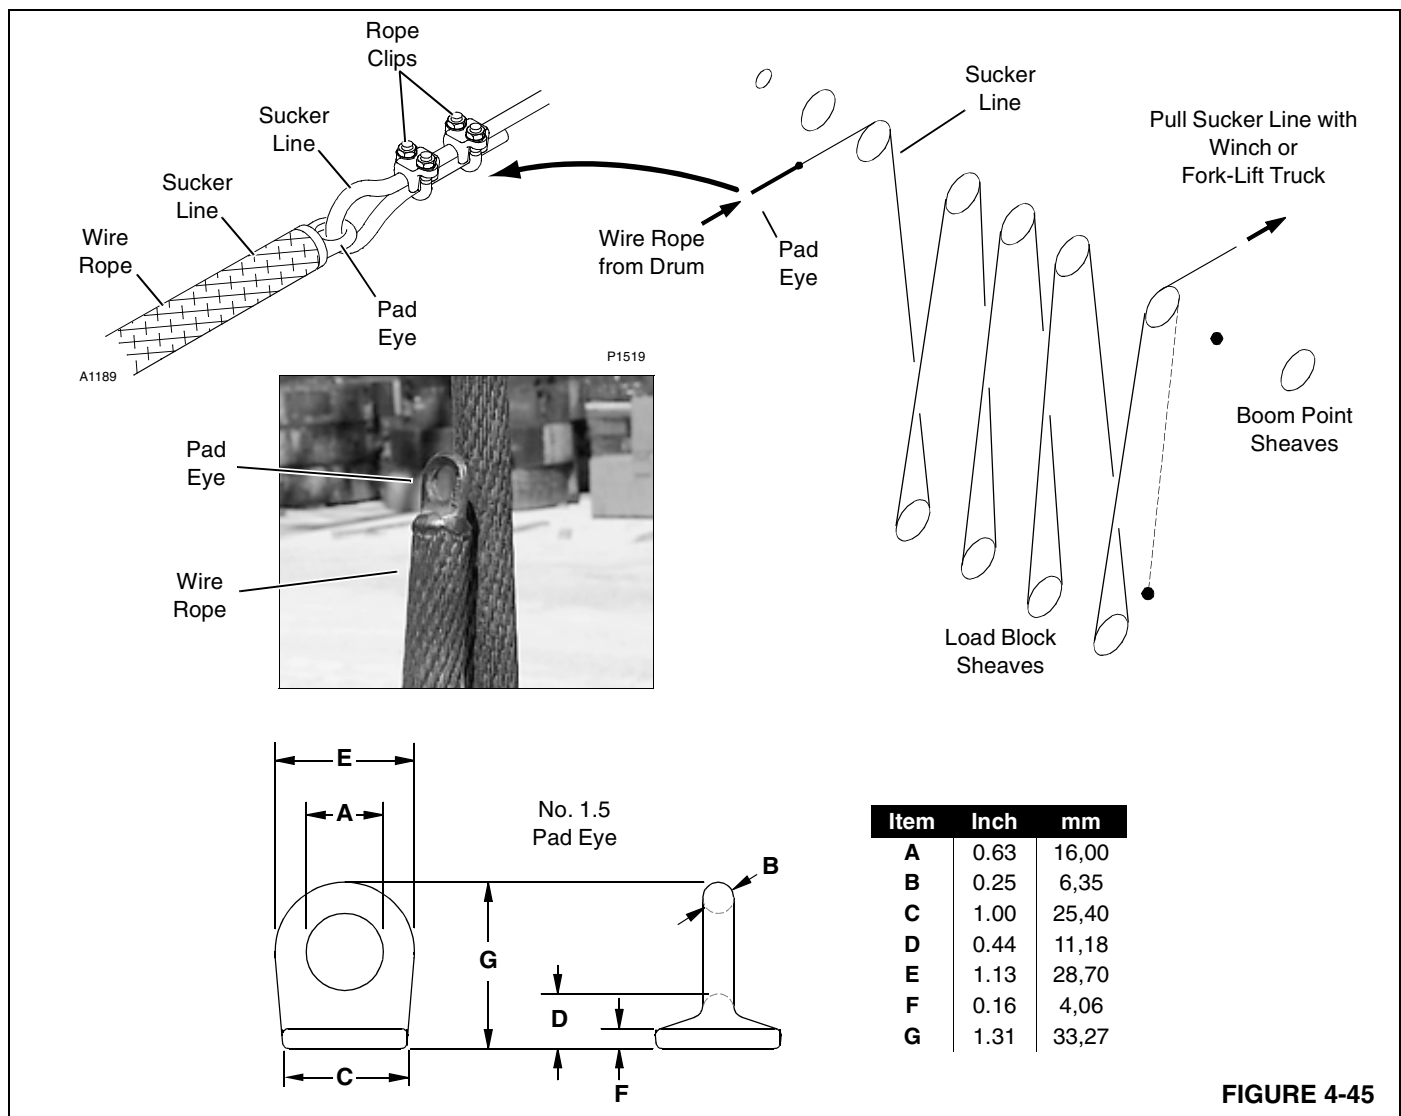 Rope
Clips
Sucker
Line
Sucker
Line
Wire
Rope
Pad
Eye
A1189
Sucker
Line
Pull Sucker Line with
Winch or
Fork-Lift Truck
Wire Rope
from Drum
Pad
Eye
Boom Point
Sheaves
Load Block
Sheaves
P1519
Pad
Eye
Wire
Rope
No. 1.5
Pad Eye
E
A
G
D
C
B
F
Item Inch mm
A 0.63 16,00
B 0.25 6,35
C 1.00 25,40
D 0.44 11,18
E 1.13 28,70
F 0.16 4,06
G 1.31 33,27
FIGURE 4-45